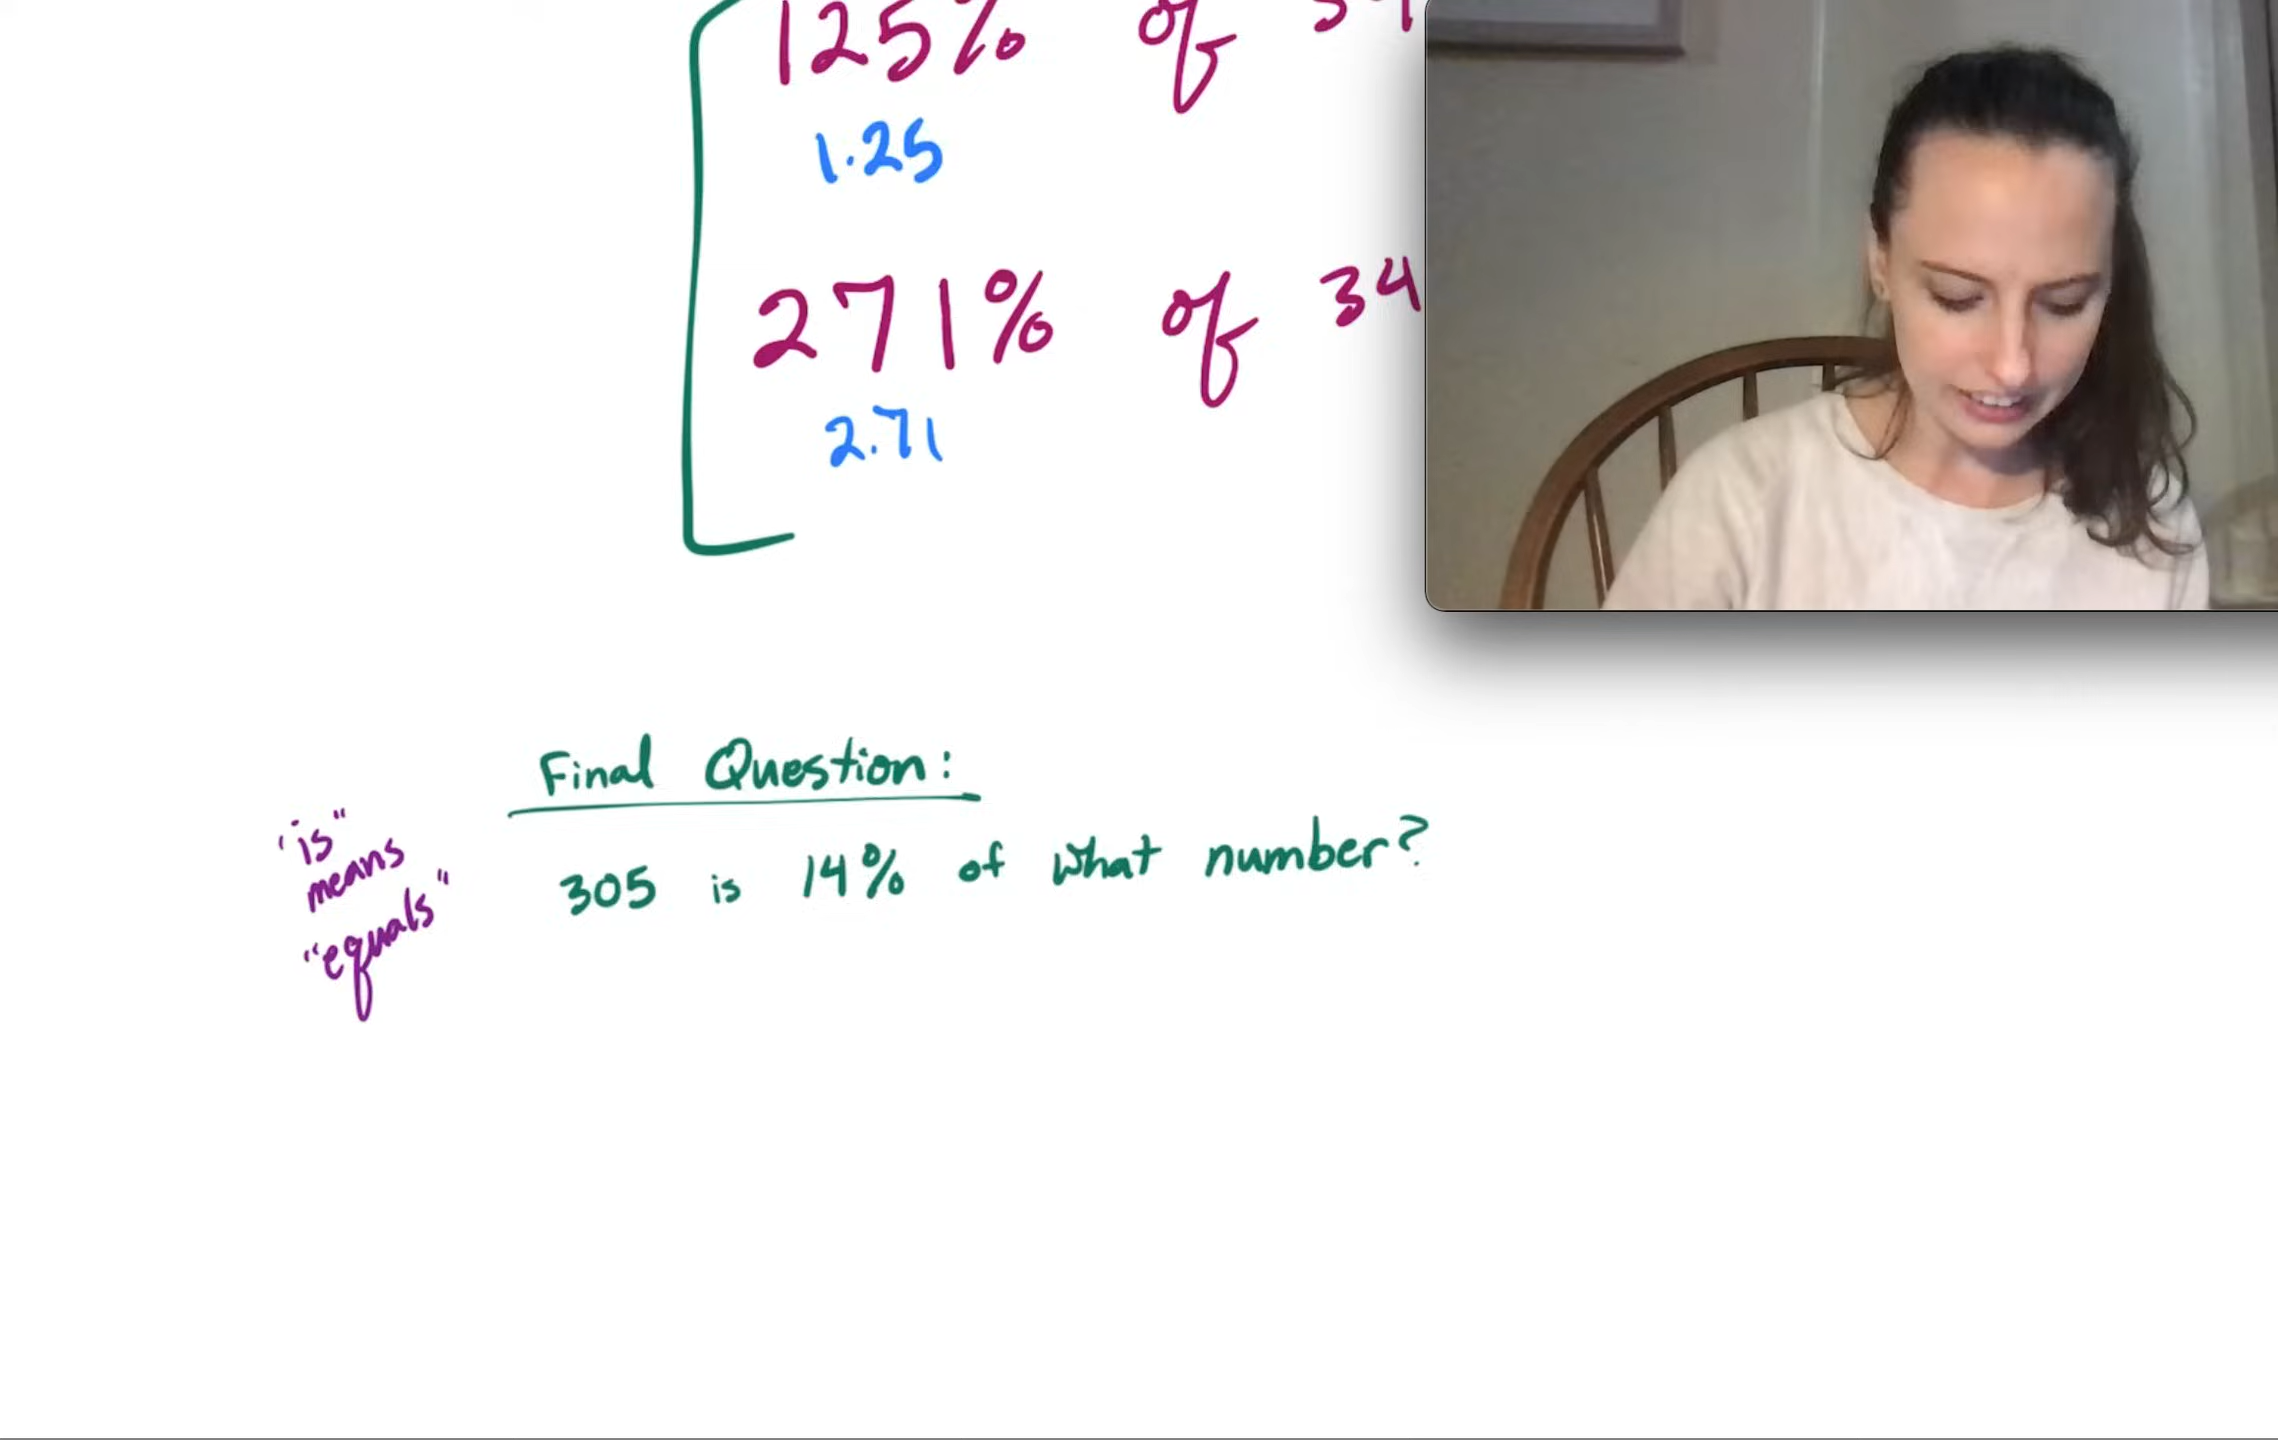 125% of 34
1.25
271% of 34
2.71
Final Question:
"is"
means
"equals"
305 is 14% of what number?